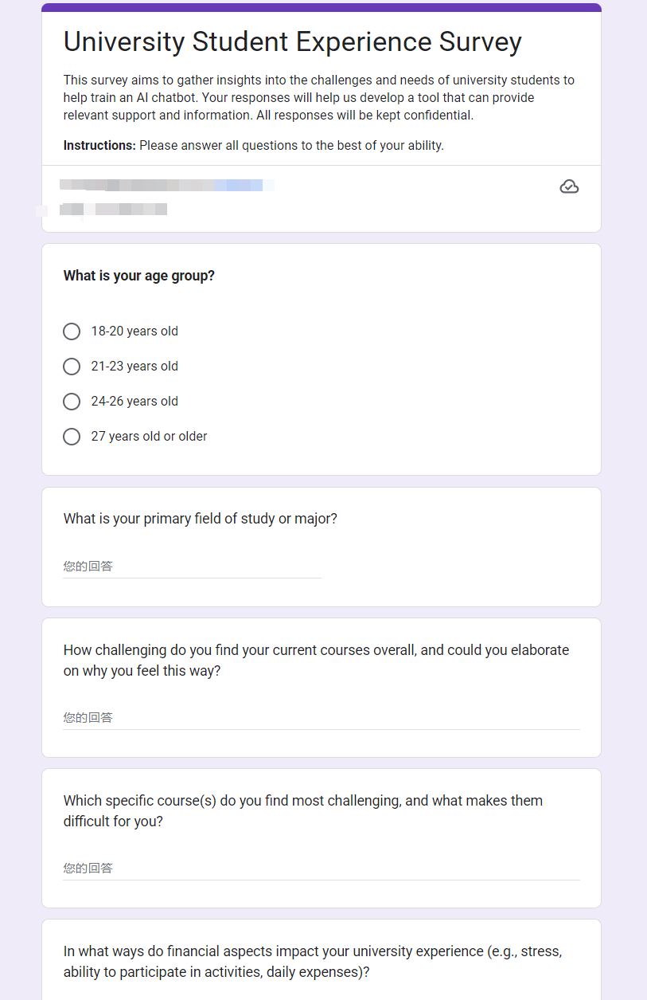 University Student Experience Survey
This survey aims to gather insights into the challenges and needs of university students to
help train an AI chatbot. Your responses will help us develop a tool that can provide
relevant support and information. All responses will be kept confidential.
Instructions: Please answer all questions to the best of your ability.
What is your age group?
18-20 years old
21-23 years old
24-26 years old
27 years old or older
What is your primary field of study or major?
您的回答
How challenging do you find your current courses overall, and could you elaborate
on why you feel this way?
您的回答
Which specific course(s) do you find most challenging, and what makes them
difficult for you?
您的回答
In what ways do financial aspects impact your university experience (e.g., stress,
ability to participate in activities, daily expenses)?